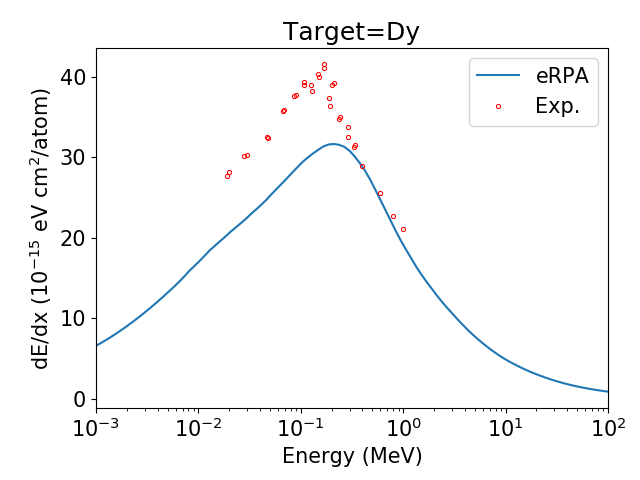 Target=Dy
eRPA
Exp.
dE/dx (10⁻¹⁵ eV cm²/atom)
40
30
20
10
0
10⁻³ 10⁻² 10⁻¹ 10⁰ 10¹ 10²
Energy (MeV)